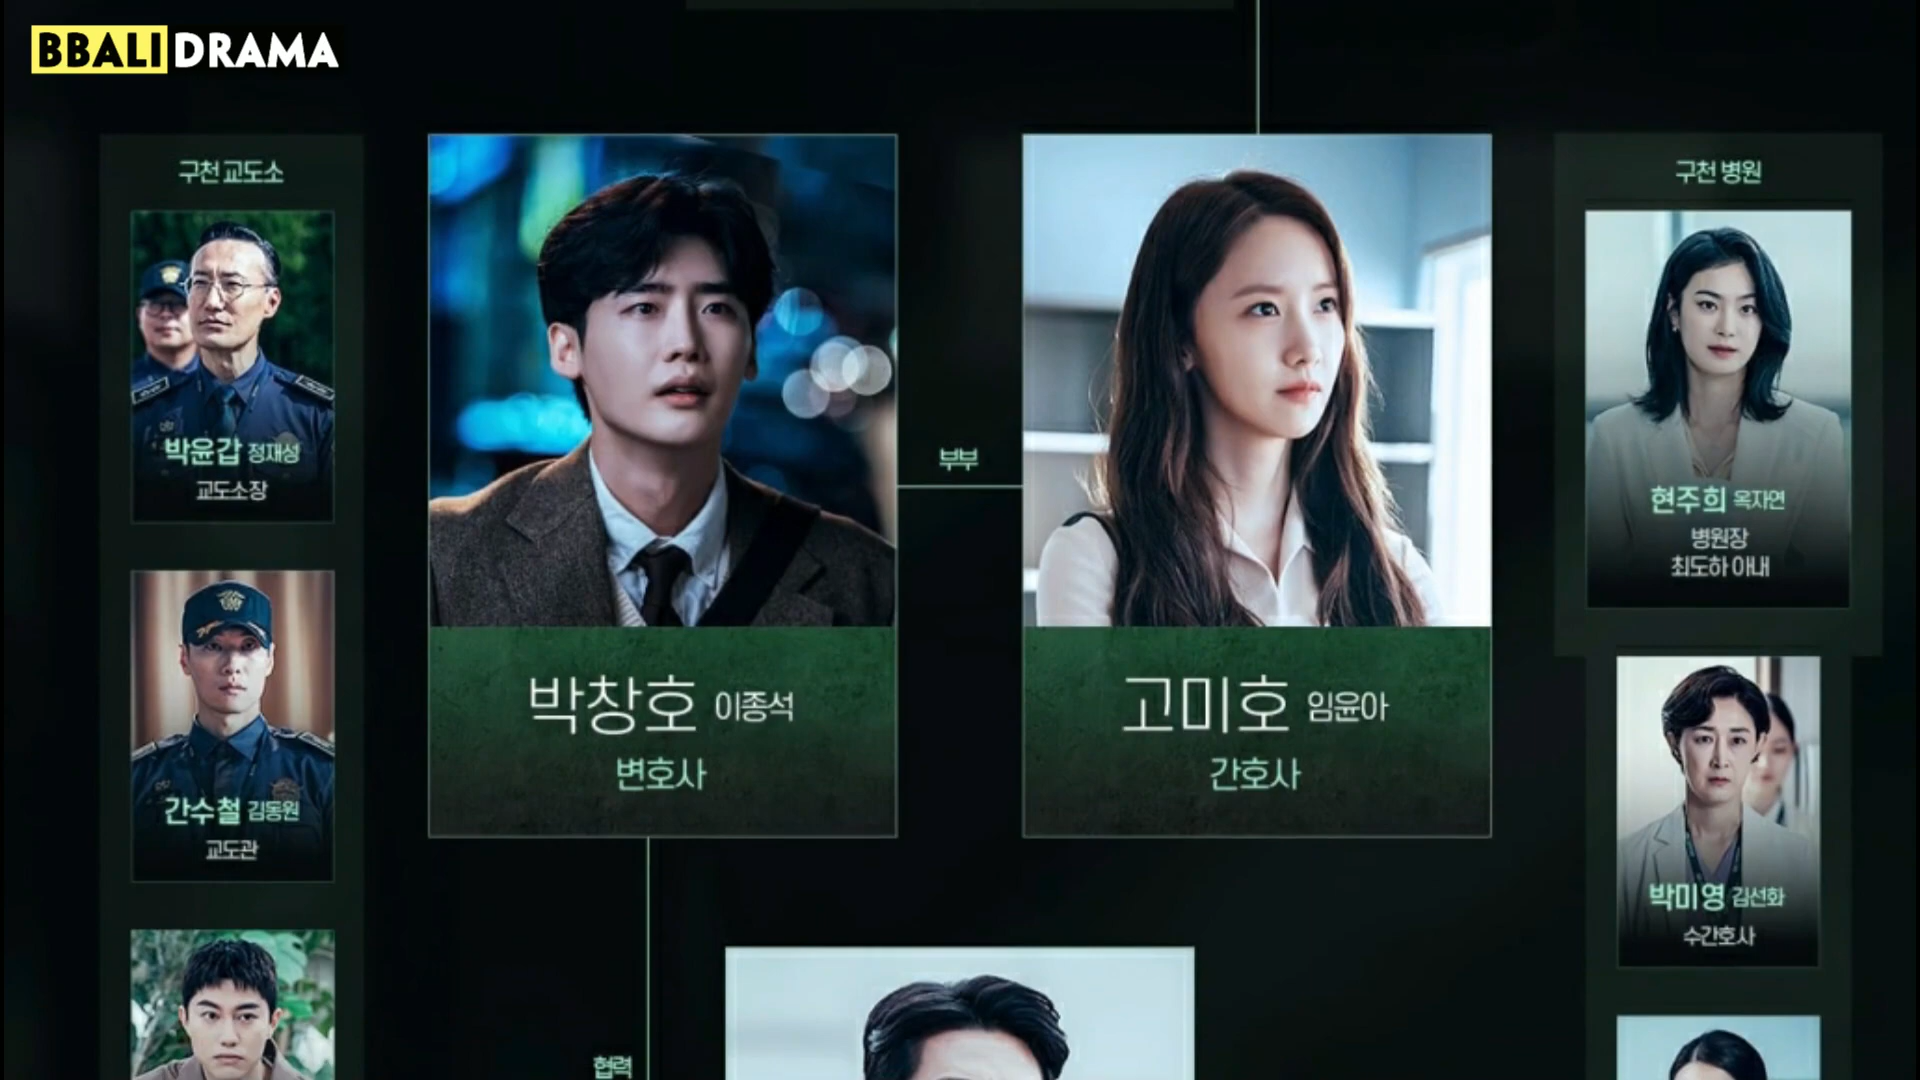 BBALI DRAMA
구천 교도소
박윤갑 정재성
교도소장
간수철 김동원
교도관
박창호 이종석
변호사
부부
고미호 임윤아
간호사
협력
구천 병원
현주희 옥자연
병원장
최도하 아내
박미영 김선화
수간호사